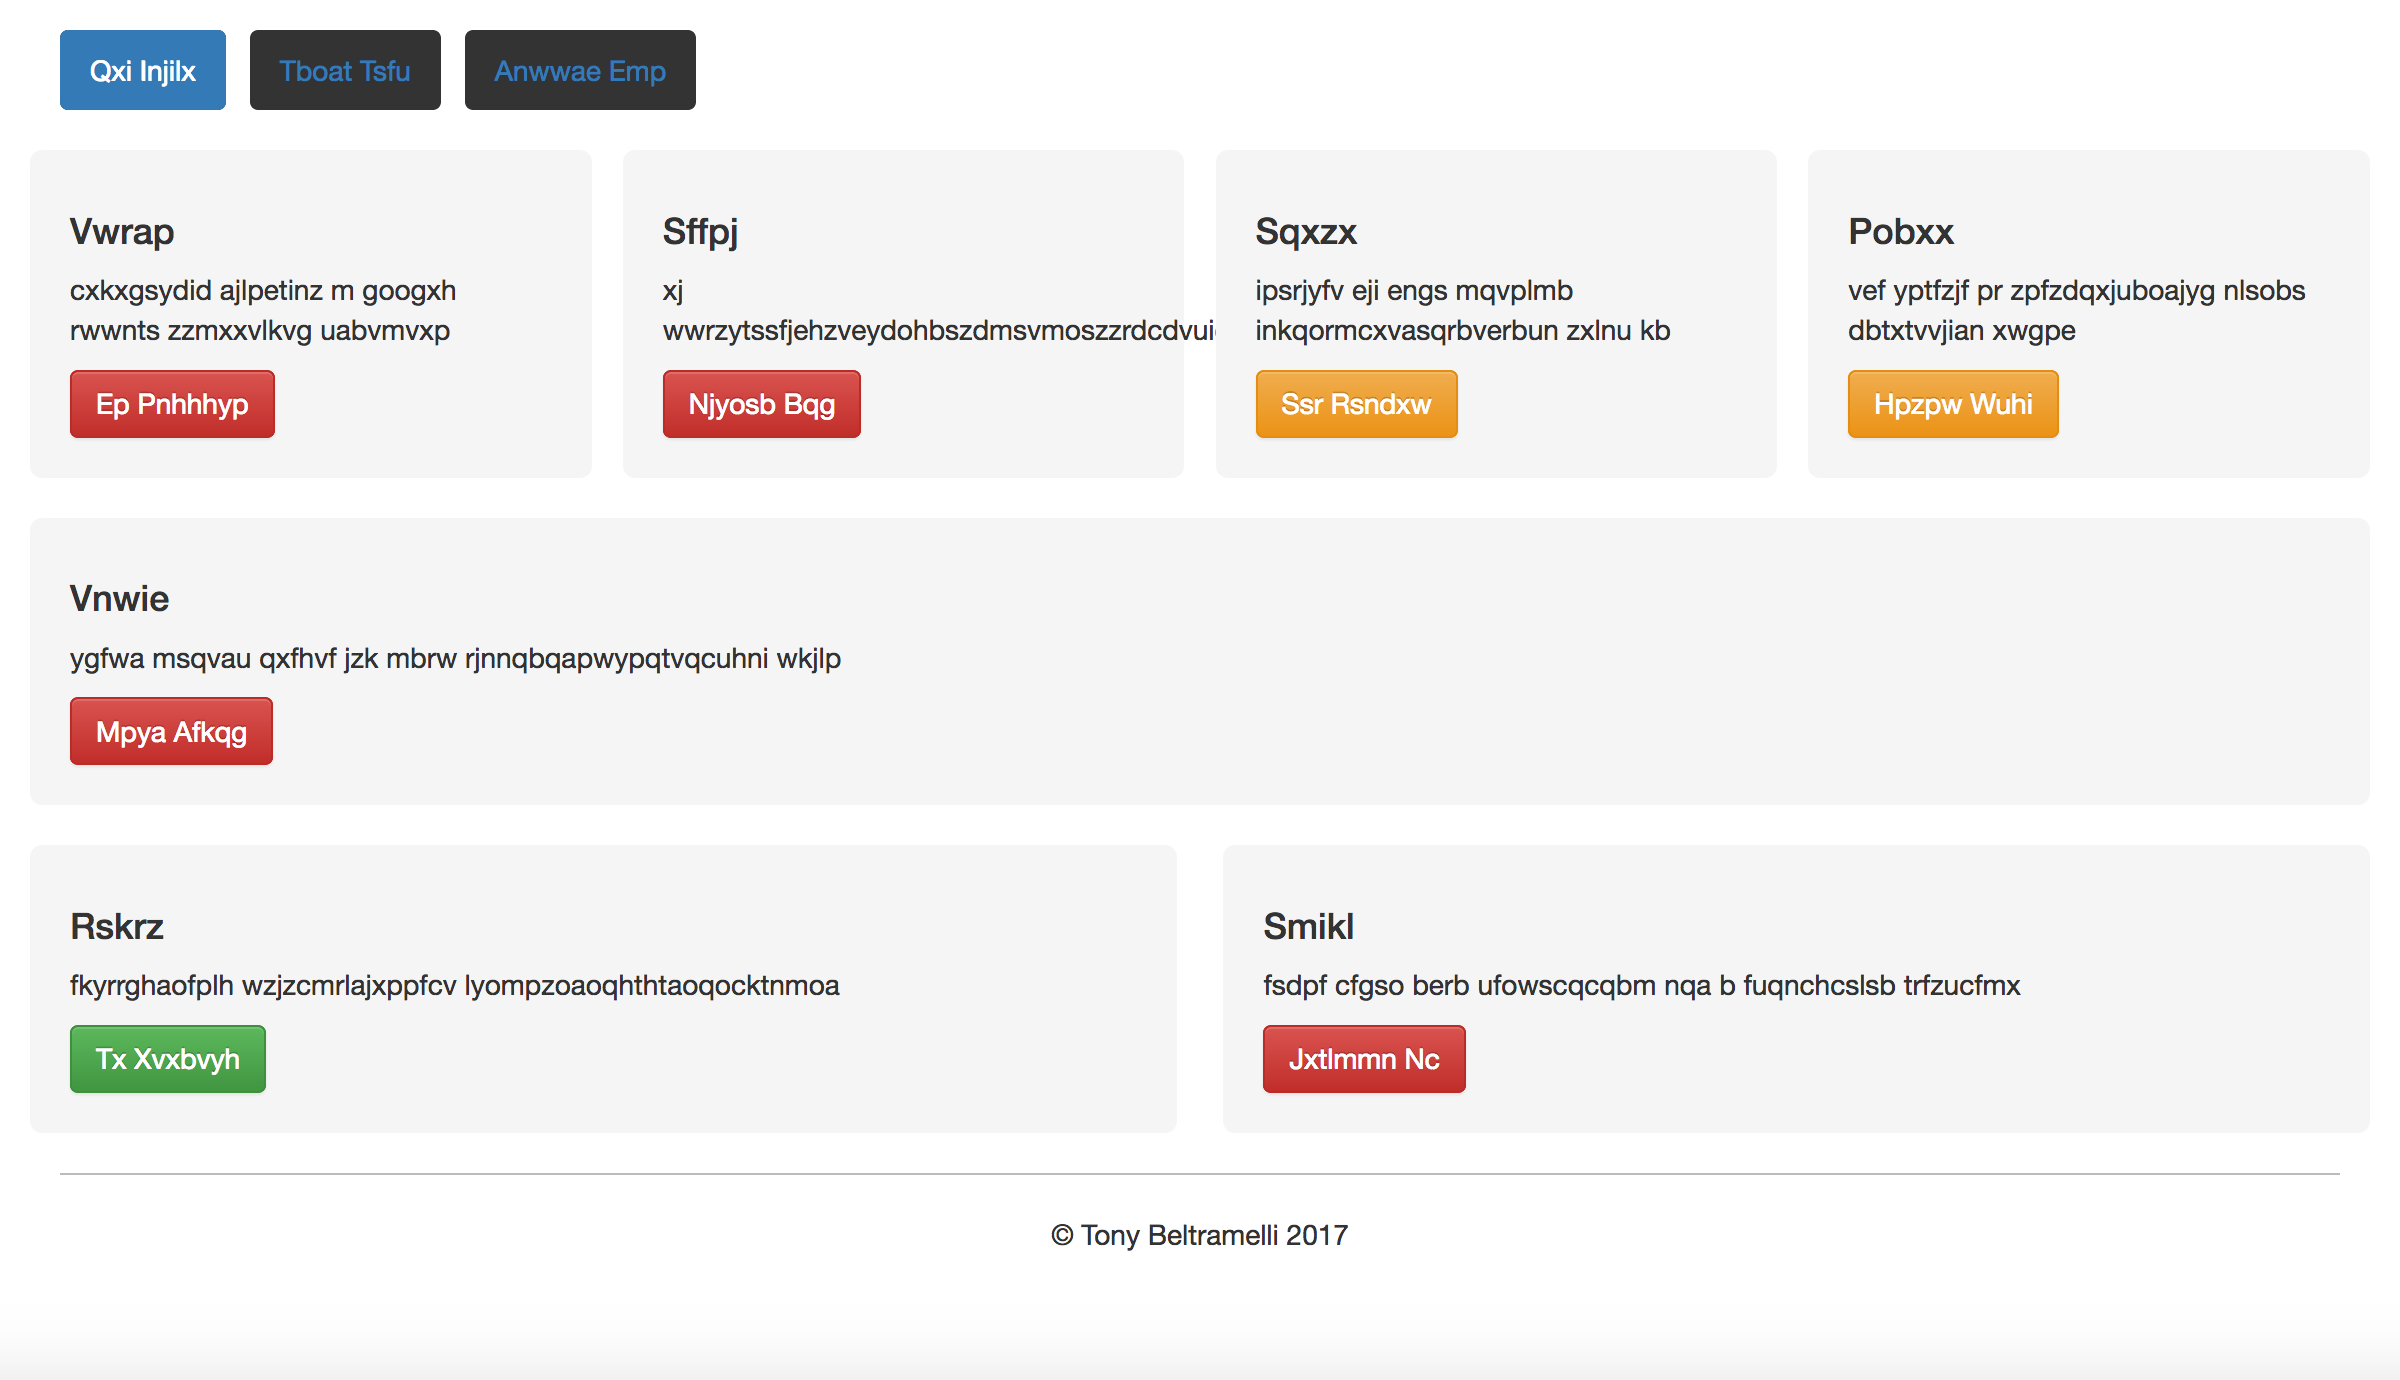 Qxi Injilx Tboat Tsfu Anwwae Emp
Vwrap
cxkxgsydid ajlpetinz m googxh
rwwnts zzmxxvlkvg uabvmvxp
Ep Pnhhhyp
Sffpj
xj
Njyosb Bqg
Sqxzx
ipsrjyfv eji engs mqvplmb
inkqormcxvasqrbverbun zxlnu kb
Ssr Rsndxw
Pobxx
vef yptfzjf pr zpfzdqxjuboajyg nlsobs
dbtxtvvjian xwgpe
Hpzpw Wuhi
Vnwie
ygfwa msqvau qxfhvf jzk mbrw rjnnqbqapwypqtvqcuhni wkjlp
Mpya Afkqg
Rskrz
fkyrrghaofplh wzjzcmrlajxppfcv lyompzoaoqhthtaoqocktnmoa
Tx Xvxbvyh
Smikl
fsdpf cfgso berb ufowscqcqbm nqa b fuqnchcslsb trfzucfmx
Jxtlmmn Nc
© Tony Beltramelli 2017